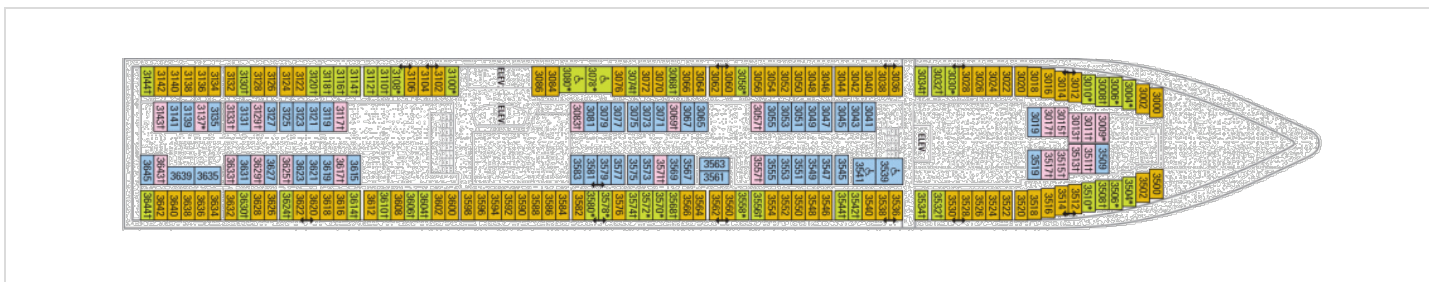 3144† 3142 3140 3138 3136 3134 3132 3130† 3128 3126 3124 3122 3120† 3118† 3116† 3114† 3112† 3110† 3108* 3106 3104 3102 3100* ELEV 3086 3084 3080* 3078* 3076 3074† 3072 3070 3068† 3066 3064 3062 3060 3058* 3056 3054 3052 3050 3048 3046 3044 3042 3040 3038 3036 3034† 3032† 3030* 3028 3026 3024 3022 3020 3018 3016 3014 3012 3010* 3008† 3006* 3004* 3002 3000
3143† 3141 3139 3137* 3135 3133† 3131 3129† 3127 3125 3123 3121 3119 3117† ELEV 3083† 3081 3079 3077 3075 3073 3071 3069† 3067 3065 3057† 3055 3053 3051 3049 3047 3045 3043 3041 ELEV 3019 3017† 3015† 3013† 3011† 3009*
3645 3643† 3639 3635 3633† 3631 3629† 3627 3625† 3623 3621 3619 3617† 3615 3583 3581 3579 3577 3575 3573 3571† 3569 3567 3563 3561 3557† 3555 3553 3551 3549 3547 3545 3541 3539 3519 3517† 3515† 3513† 3511† 3509
3644† 3642 3640 3638 3636 3634 3632 3630† 3628 3626 3624† 3622 3620 3618 3616 3614† 3612 3610† 3608 3606† 3604† 3602 3600 3598 3596 3594 3592 3590 3588 3586 3584 3582 3580* 3578* 3576 3574† 3572* 3570* 3568† 3566 3564 3562 3560 3558* 3556† 3554 3552 3550 3548 3546 3544† 3542† 3540 3538 3536 3534† 3532† 3530 3528 3526 3524 3522 3520 3518 3516 3514 3512 3510* 3508† 3506* 3504* 3502 3500